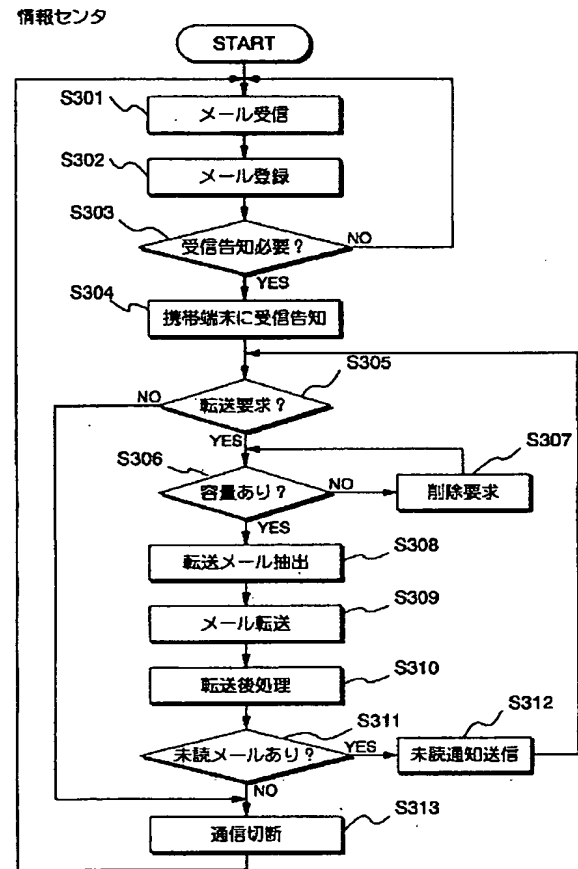 情報センタ
START
S301
メール受信
S302
メール登録
S303
受信告知必要?
NO
YES
S304
携帯端末に受信告知
S305
NO
転送要求?
YES
S306
S307
容量あり?
NO
削除要求
YES
S308
転送メール抽出
S309
メール転送
S310
転送後処理
S311
S312
未読メールあり?
YES
未読通知送信
NO
S313
通信切断